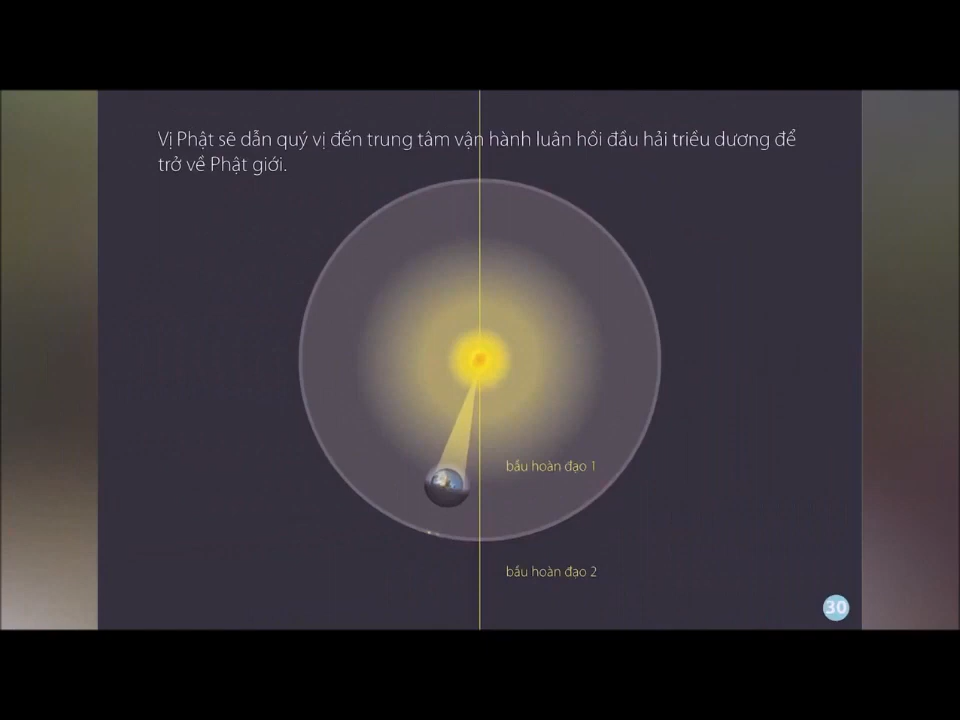 Vị Phật sẽ dẫn quý vị đến trung tâm vận hành luân hồi đầu hải triều dương để
trở về Phật giới.
bầu hoàn đạo 1
bầu hoàn đạo 2
30